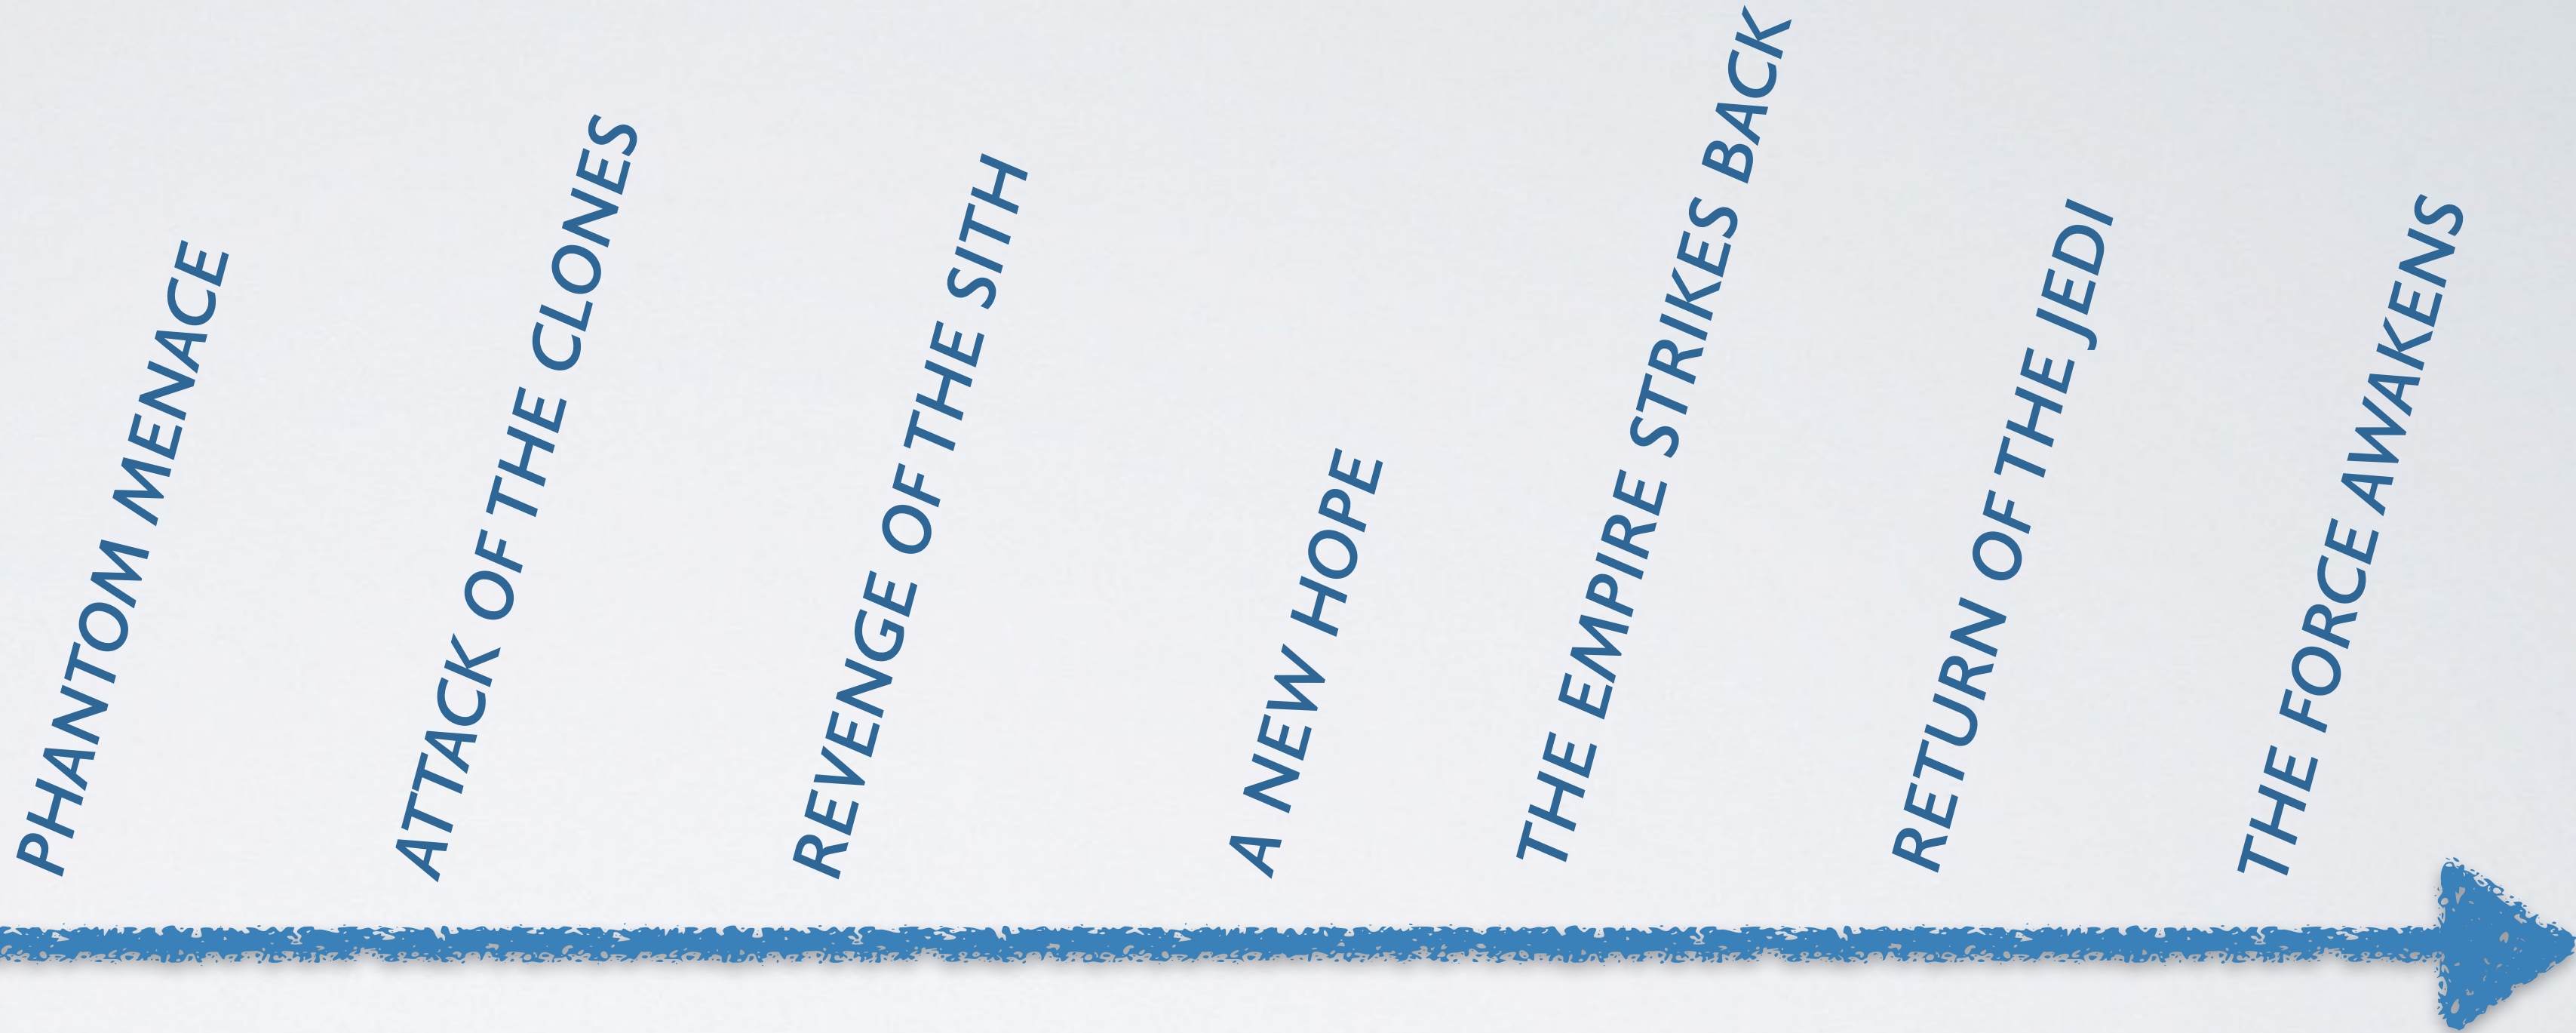 PHANTOM MENACE
ATTACK OF THE CLONES
REVENGE OF THE SITH
A NEW HOPE
THE EMPIRE STRIKES BACK
RETURN OF THE JEDI
THE FORCE AWAKENS